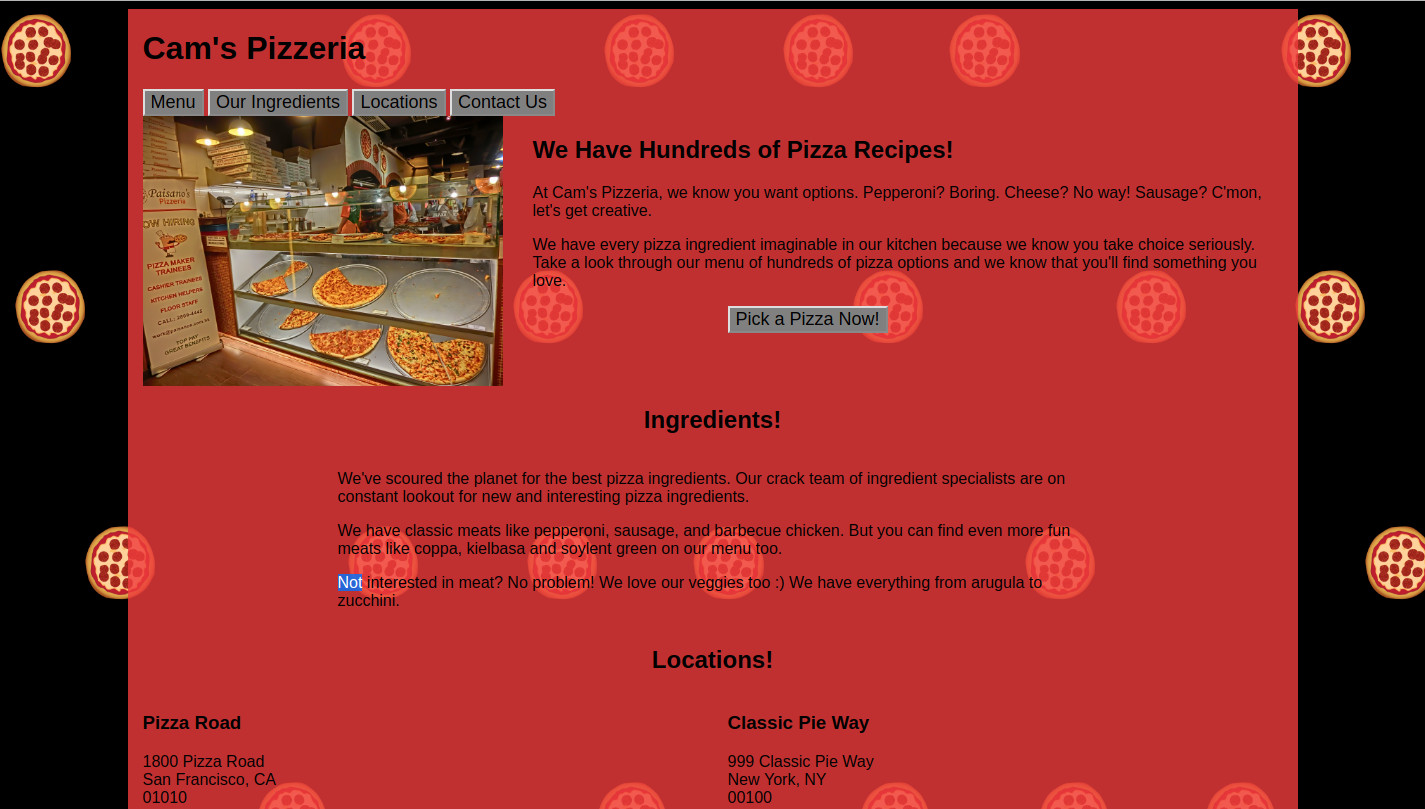 Cam's Pizzeria
Menu
Our Ingredients
Locations
Contact Us
Paisano's
Pizzeria
OW HIRING
PIZZA MAKER
TRAINEES
CASHIER TRAINEES
KITCHEN HELPERS
FLOOR STAFF
TOP PAY
GREAT BENEFITS
We Have Hundreds of Pizza Recipes!
At Cam's Pizzeria, we know you want options. Pepperoni? Boring. Cheese? No way! Sausage? C'mon,
let's get creative.
We have every pizza ingredient imaginable in our kitchen because we know you take choice seriously.
Take a look through our menu of hundreds of pizza options and we know that you'll find something you
love.
Pick a Pizza Now!
Ingredients!
We've scoured the planet for the best pizza ingredients. Our crack team of ingredient specialists are on
constant lookout for new and interesting pizza ingredients.
We have classic meats like pepperoni, sausage, and barbecue chicken. But you can find even more fun
meats like coppa, kielbasa and soylent green on our menu too.
Not interested in meat? No problem! We love our veggies too :) We have everything from arugula to
zucchini.
Locations!
Pizza Road
1800 Pizza Road
San Francisco, CA
01010
Classic Pie Way
999 Classic Pie Way
New York, NY
00100